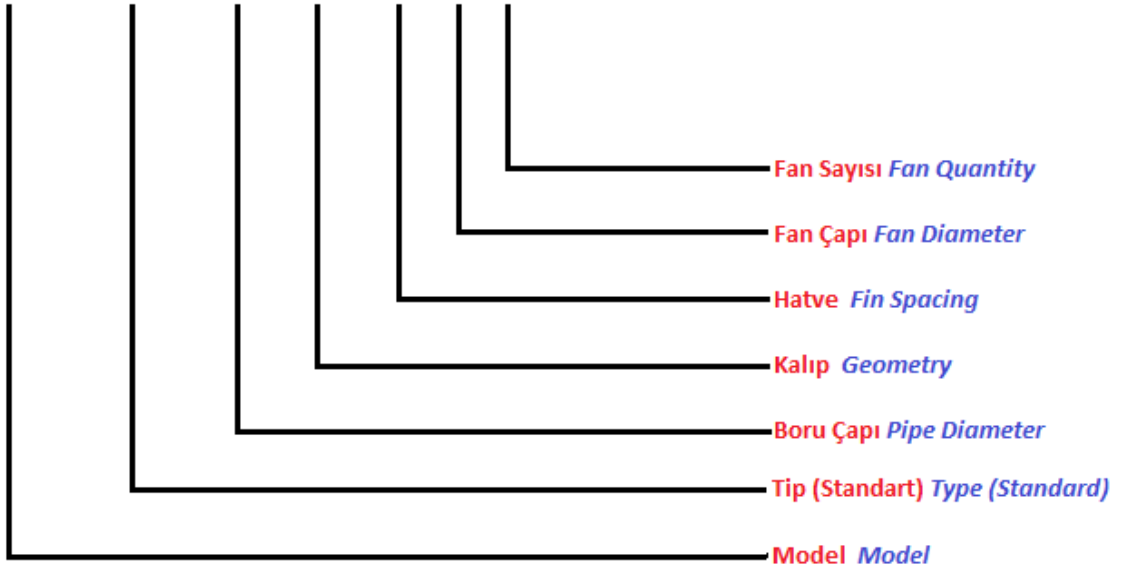 Fan Sayısı Fan Quantity
Fan Çapı Fan Diameter
Hatve Fin Spacing
Kalıp Geometry
Boru Çapı Pipe Diameter
Tip (Standart) Type (Standard)
Model Model